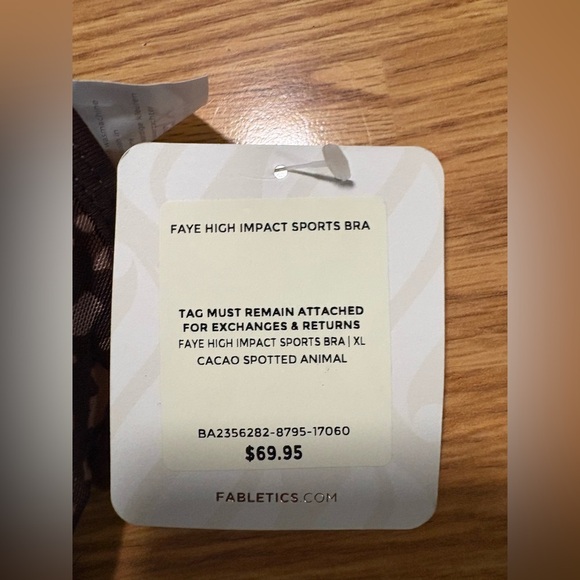 FAYE HIGH IMPACT SPORTS BRA
TAG MUST REMAIN ATTACHED
FOR EXCHANGES & RETURNS
FAYE HIGH IMPACT SPORTS BRA | XL
CACAO SPOTTED ANIMAL
BA2356282-8795-17060
$69.95
FABLETICS.COM